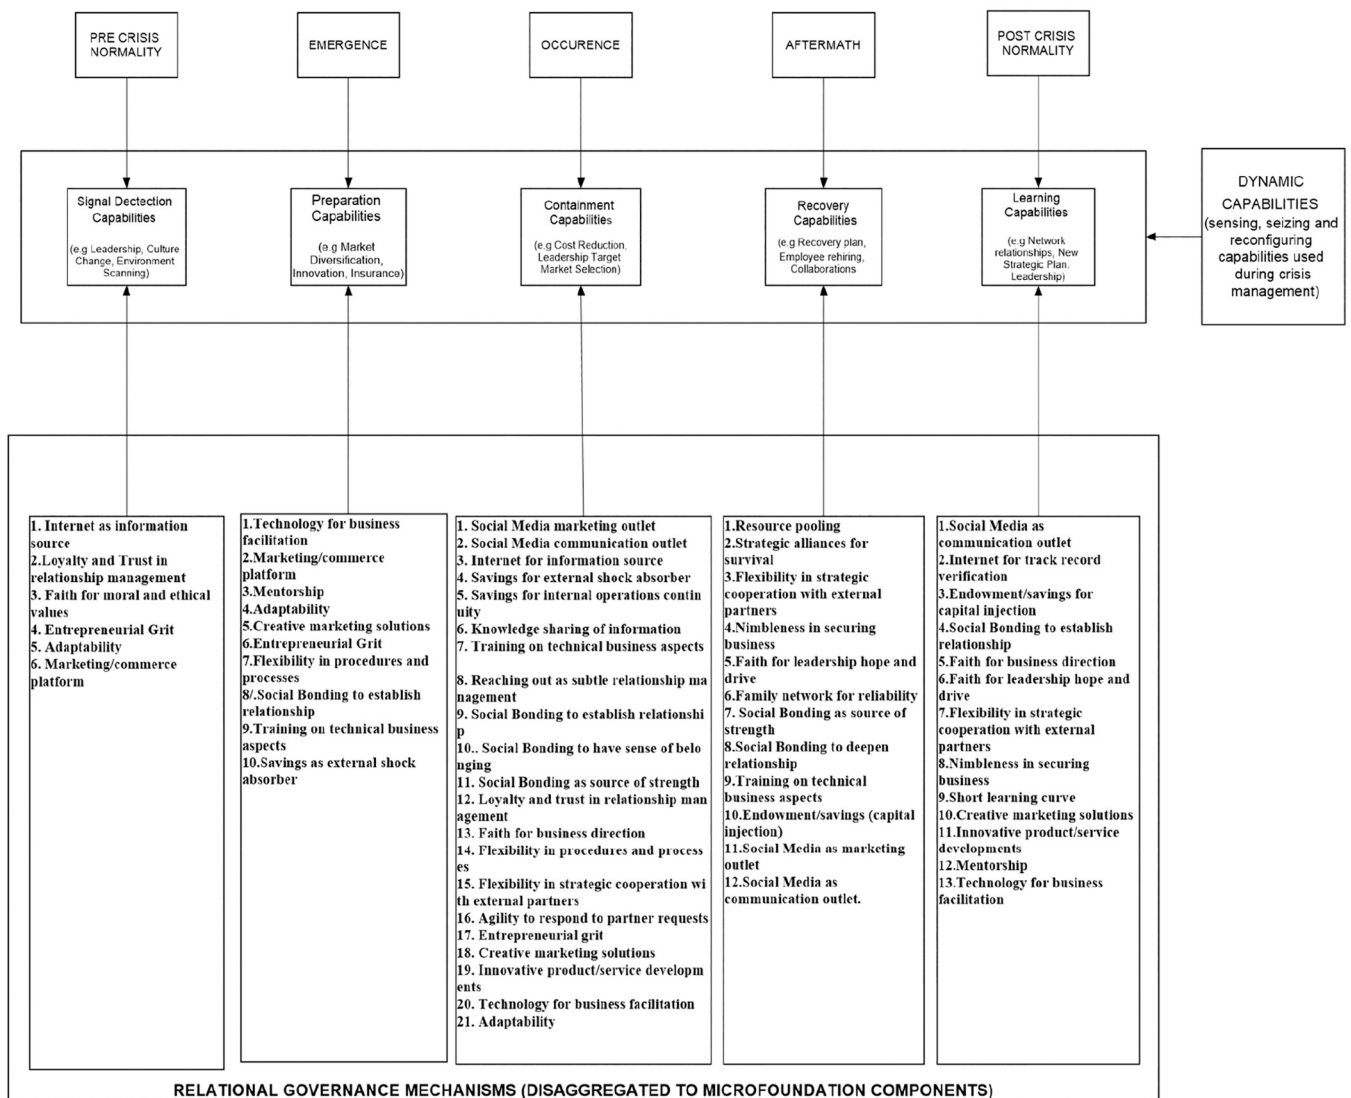 PRE CRISIS
NORMALITY
EMERGENCE
OCCURENCE
AFTERMATH
POST CRISIS
NORMALITY
Signal Dectection
Capabilities
(e.g Leadership, Culture
Change, Environment
Scanning)
Preparation
Capabilities
(e.g Market
Diversification,
Innovation, Insurance)
Containment
Capabilities
(e.g Cost Reduction,
Leadership Target
Market Selection)
Recovery
Capabilities
(e.g Recovery plan,
Employee rehiring,
Collaborations
Learning
Capabilities
(e.g Network
relationships, New
Strategic Plan.
Leadership)
DYNAMIC
CAPABILITIES
(sensing, seizing and
reconfiguring
capabilities used
during crisis
management)
1. Internet as information
source
2.Loyalty and Trust in
relationship management
3. Faith for moral and ethical
values
4. Entrepreneurial Grit
5. Adaptability
6. Marketing/commerce
platform
1.Technology for business
facilitation
2.Marketing/commerce
platform
3.Mentorship
4.Adaptability
5.Creative marketing solutions
6.Entrepreneurial Grit
7.Flexibility in procedures and
processes
8/.Social Bonding to establish
relationship
9.Training on technical business
aspects
10.Savings as external shock
absorber
1. Social Media marketing outlet
2. Social Media communication outlet
3. Internet for information source
4. Savings for external shock absorber
5. Savings for internal operations contin
uity
6. Knowledge sharing of information
7. Training on technical business aspects
8. Reaching out as subtle relationship ma
nagement
9. Social Bonding to establish relationshi
p
10.. Social Bonding to have sense of belo
nging
11. Social Bonding as source of strength
12. Loyalty and trust in relationship man
agement
13. Faith for business direction
14. Flexibility in procedures and process
es
15. Flexibility in strategic cooperation wi
th external partners
16. Agility to respond to partner requests
17. Entrepreneurial grit
18. Creative marketing solutions
19. Innovative product/service developm
ents
20. Technology for business facilitation
21. Adaptability
1.Resource pooling
2.Strategic alliances for
survival
3.Flexibility in strategic
cooperation with external
partners
4.Nimbleness in securing
business
5.Faith for leadership hope and
drive
6.Family network for reliability
7. Social Bonding as source of
strength
8.Social Bonding to deepen
relationship
9.Training on technical
business aspects
10.Endowment/savings (capital
injection)
11.Social Media as marketing
outlet
12.Social Media as
communication outlet.
1.Social Media as
communication outlet
2.Internet for track record
verification
3.Endowment/savings for
capital injection
4.Social Bonding to establish
relationship
5.Faith for business direction
6.Faith for leadership hope and
drive
7.Flexibility in strategic
cooperation with external
partners
8.Nimbleness in securing
business
9.Short learning curve
10.Creative marketing solutions
11.Innovative product/service
developments
12.Mentorship
13.Technology for business
facilitation
RELATIONAL GOVERNANCE MECHANISMS (DISAGGREGATED TO MICROFOUNDATION COMPONENTS)